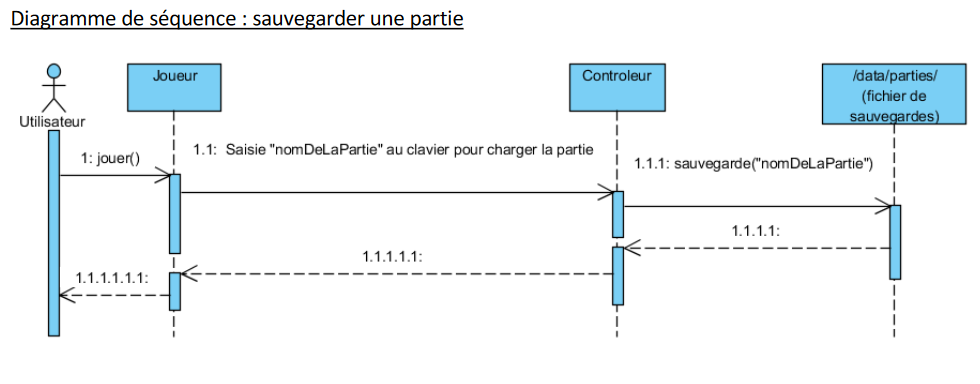 Diagramme de séquence : sauvegarder une partie
Utilisateur
Joueur
Controleur
/data/parties/
(fichier de
sauvegardes)
1: jouer()
1.1: Saisie "nomDeLaPartie" au clavier pour charger la partie
1.1.1: sauvegarde("nomDeLaPartie")
1.1.1.1:
1.1.1.1.1:
1.1.1.1.1.1: